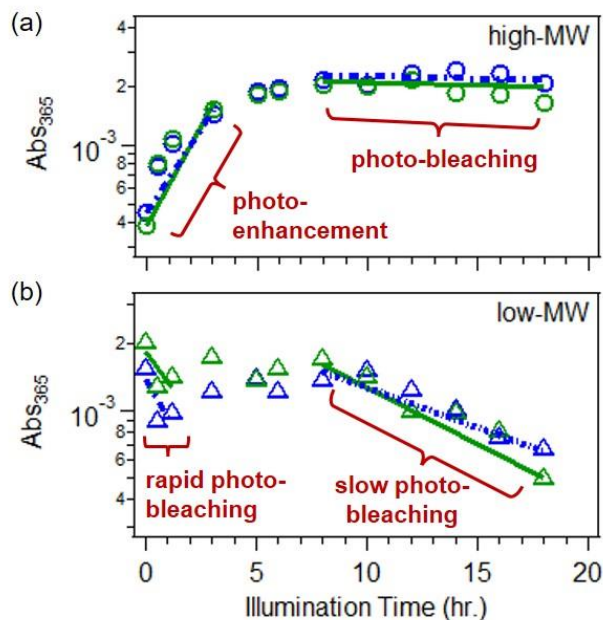 (a)
high-MW
2
10⁻³
8
6
4
Abs₃₆₅
photo-bleaching
photo-
enhancement
(b)
low-MW
2
10⁻³
8
6
4
Abs₃₆₅
rapid photo-
bleaching
slow photo-
bleaching
0 5 10 15 20
Illumination Time (hr.)